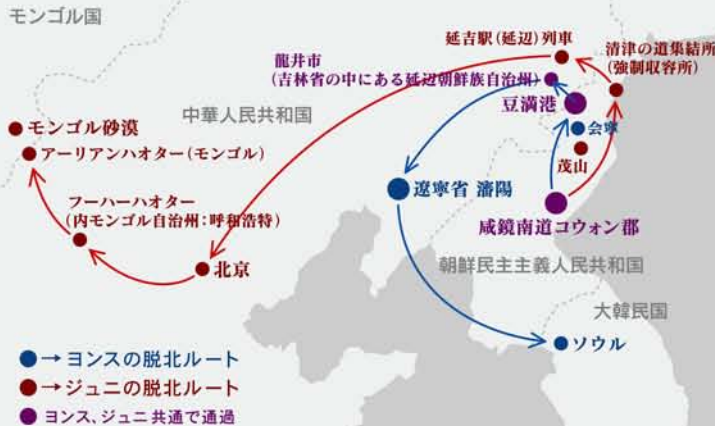 モンゴル国
延吉駅(延辺)列車
龍井市
(吉林省の中にある延辺朝鮮族自治州)
清津の道集結所
(強制収容所)
豆満港
中華人民共和国
モンゴル砂漠
会寧
アーリアンハオター(モンゴル)
茂山
遼寧省 瀋陽
フーハーハオター
(内モンゴル自治州:呼和浩特)
咸鏡南道コウォン郡
北京
朝鮮民主主義人民共和国
大韓民国
ソウル
→ヨンスの脱北ルート
→ジュニの脱北ルート
ヨンス、ジュニ共通で通過